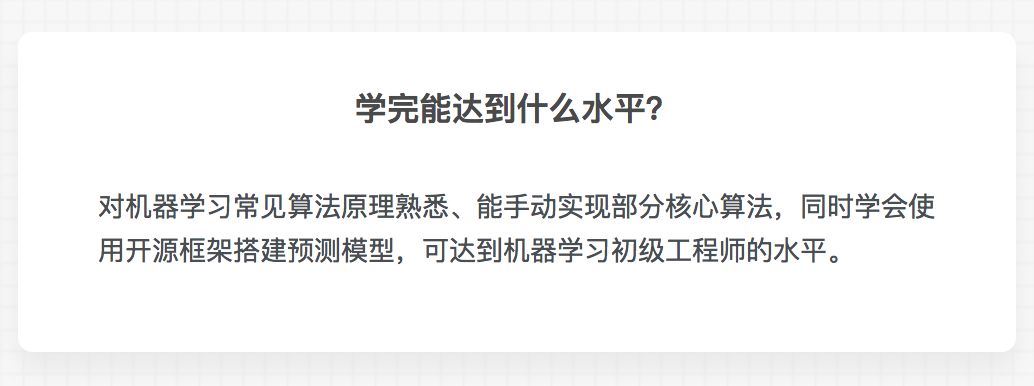 学完能达到什么水平？
对机器学习常见算法原理熟悉、能手动实现部分核心算法，同时学会使
用开源框架搭建预测模型，可达到机器学习初级工程师的水平。